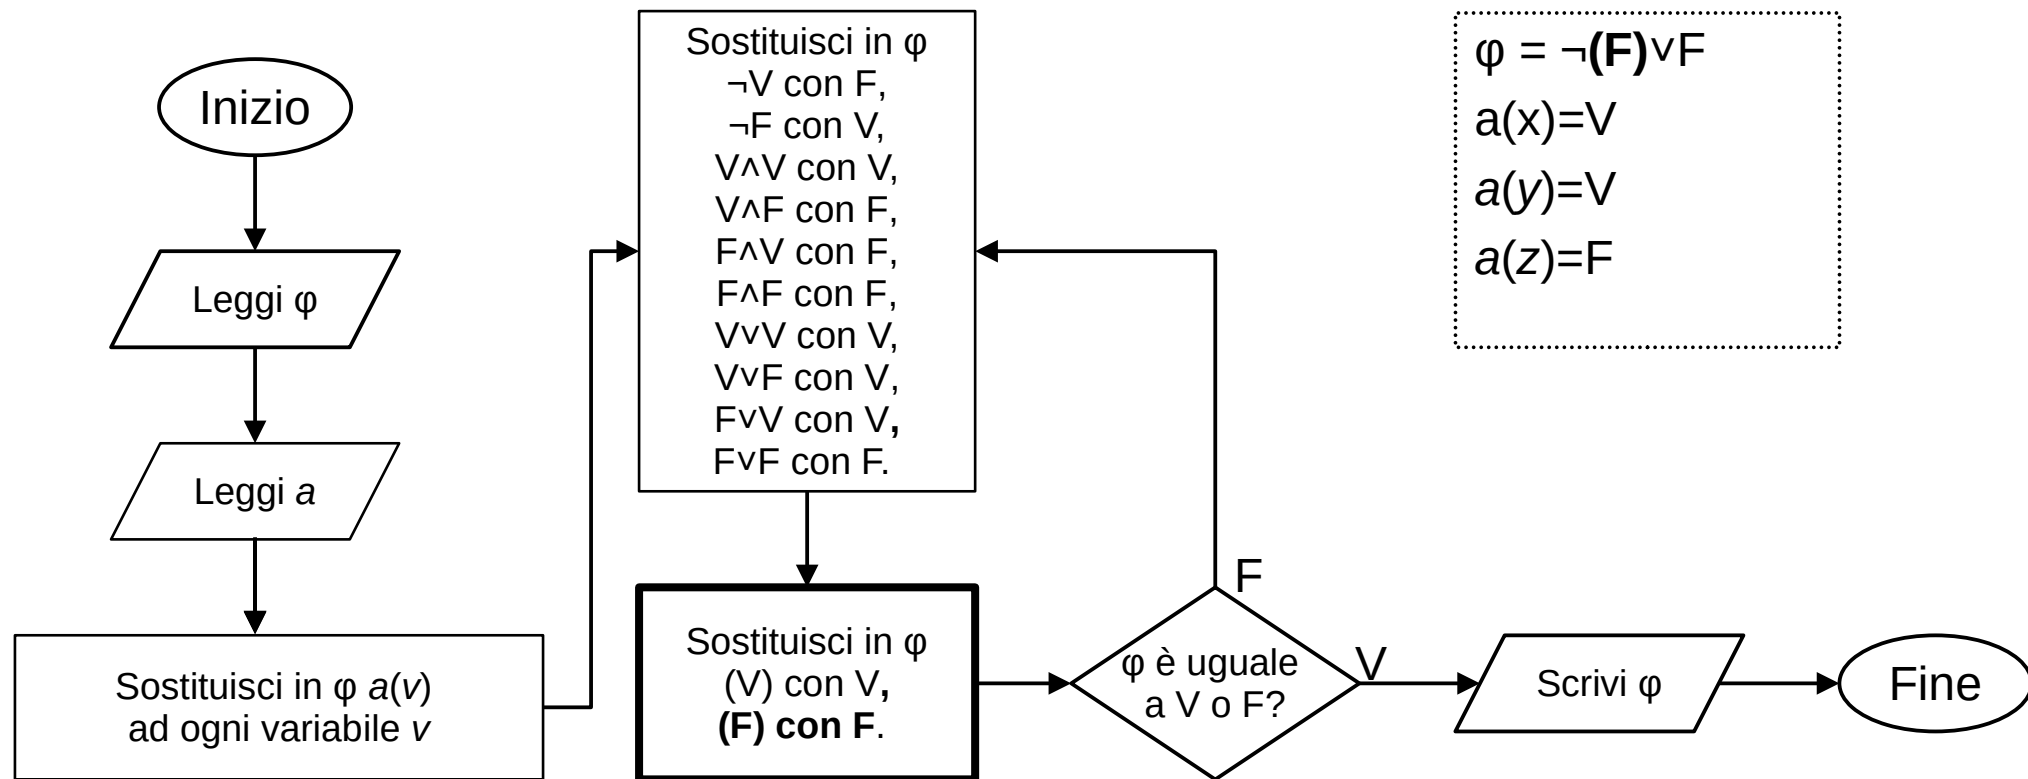 Inizio
Leggi φ
Leggi a
Sostituisci in φ a(v)
ad ogni variabile v
Sostituisci in φ
¬V con F,
¬F con V,
V∧V con V,
V∧F con F,
F∧V con F,
F∧F con F,
V∨V con V,
V∨F con V,
F∨V con V,
F∨F con F.
Sostituisci in φ
(V) con V,
(F) con F.
φ è uguale
a V o F?
F
V
Scrivi φ
Fine
φ = ¬(F)∨F
a(x)=V
a(y)=V
a(z)=F